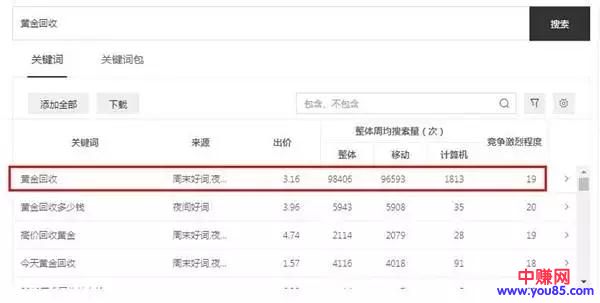 黄金回收 搜索
关键词 关键词包
添加全部 下载 包含、不包含
整体周均搜索量（次）
关键词 来源 出价 竞争激烈程度
整体 移动 计算机
黄金回收 周末好词,夜... 3.16 98406 96593 1813 19
黄金回收多少钱 夜间好词 3.96 5943 5908 35 20
高价回收黄金 周末好词,夜... 4.74 2114 2079 28 19
今天黄金回收 周末好词,夜... 1.57 4116 4018 91 18
中赚网
www.you85.com